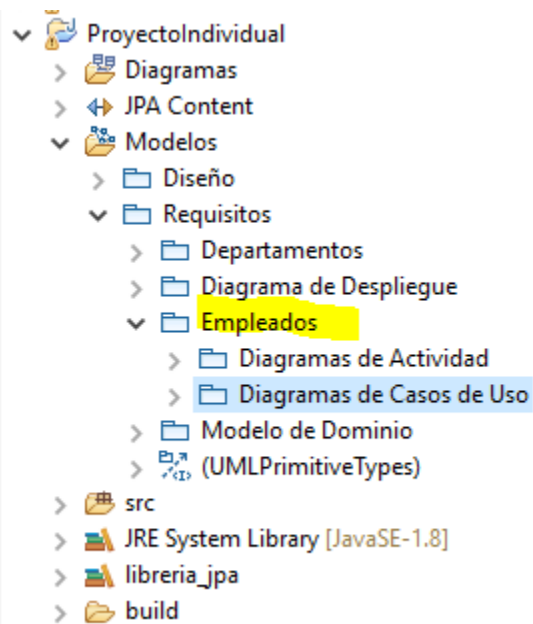 ProyectoIndividual
Diagramas
JPA Content
Modelos
Diseño
Requisitos
Departamentos
Diagrama de Despliegue
Empleados
Diagramas de Actividad
Diagramas de Casos de Uso
Modelo de Dominio
(UMLPrimitiveTypes)
src
JRE System Library [JavaSE-1.8]
libreria_jpa
build